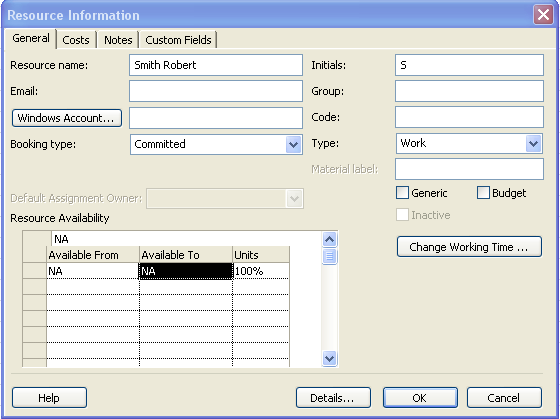 Resource Information
General Costs Notes Custom Fields
Resource name: Smith Robert Initials: S
Email: Group:
Windows Account... Code:
Booking type: Committed Type: Work
Material label:
Default Assignment Owner: Generic Budget
Resource Availability Inactive
NA
Change Working Time ...
Available From Available To Units
NA NA 100%
Help Details... OK Cancel